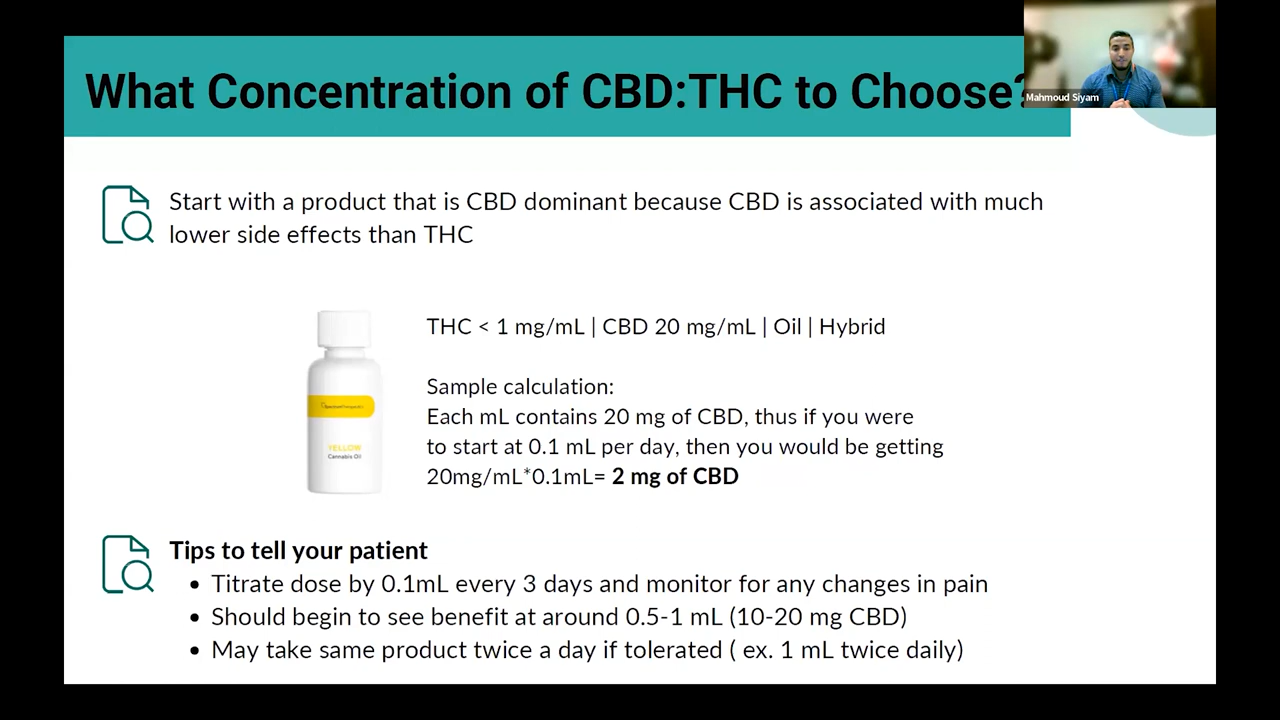 What Concentration of CBD:THC to Choose?
Mahmoud Siyam
Start with a product that is CBD dominant because CBD is associated with much
lower side effects than THC
THC < 1 mg/mL | CBD 20 mg/mL | Oil | Hybrid
Sample calculation:
Each mL contains 20 mg of CBD, thus if you were
to start at 0.1 mL per day, then you would be getting
20mg/mL*0.1mL= 2 mg of CBD
Spectrum Therapeutics
YELLOW
Cannabis Oil
Tips to tell your patient
• Titrate dose by 0.1mL every 3 days and monitor for any changes in pain
• Should begin to see benefit at around 0.5-1 mL (10-20 mg CBD)
• May take same product twice a day if tolerated ( ex. 1 mL twice daily)